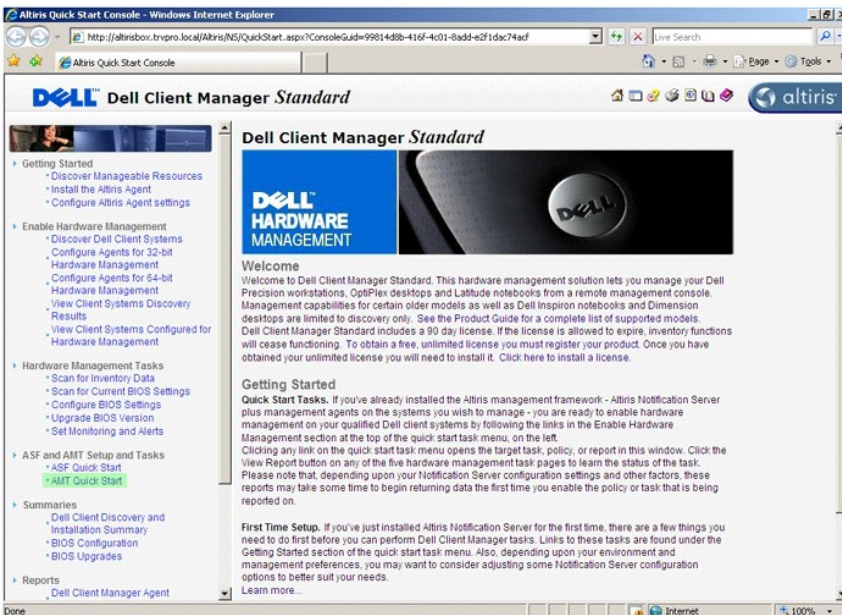 Altiris Quick Start Console - Windows Internet Explorer
http://altirisbox.trvpro.local/Altiris/NS/QuickStart.aspx?ConsoleGuid=99814d8b-416f-4c01-8add-e2f1dac74acf
Live Search
Altiris Quick Start Console
Page
Tools
DELL™ Dell Client Manager Standard
altiris
Getting Started
Discover Manageable Resources
Install the Altiris Agent
Configure Altiris Agent settings
Enable Hardware Management
Discover Dell Client Systems
Configure Agents for 32-bit
Hardware Management
Configure Agents for 64-bit
Hardware Management
View Client Systems Discovery
Results
View Client Systems Configured for
Hardware Management
Hardware Management Tasks
Scan for Inventory Data
Scan for Current BIOS Settings
Configure BIOS Settings
Upgrade BIOS Version
Set Monitoring and Alerts
ASF and AMT Setup and Tasks
ASF Quick Start
AMT Quick Start
Summaries
Dell Client Discovery and
Installation Summary
BIOS Configuration
BIOS Upgrades
Reports
Dell Client Manager Agent
Dell Client Manager Standard
DELL™
HARDWARE
MANAGEMENT
DELL
Welcome
Welcome to Dell Client Manager Standard. This hardware management solution lets you manage your Dell
Precision workstations, OptiPlex desktops and Latitude notebooks from a remote management console.
Management capabilities for certain older models as well as Dell Inspiron notebooks and Dimension
desktops are limited to discovery only. See the Product Guide for a complete list of supported models.
Dell Client Manager Standard includes a 90 day license. If the license is allowed to expire, inventory functions
will cease functioning. To obtain a free, unlimited license you must register your product. Once you have
obtained your unlimited license you will need to install it. Click here to install a license.
Getting Started
Quick Start Tasks. If you've already installed the Altiris management framework - Altiris Notification Server
plus management agents on the systems you wish to manage - you are ready to enable hardware
management on your qualified Dell client systems by following the links in the Enable Hardware
Management section at the top of the quick start task menu, on the left.
Clicking any link on the quick start task menu opens the target task, policy, or report in this window. Click the
View Report button on any of the five hardware management task pages to learn the status of the task.
Please note that, depending upon your Notification Server configuration settings and other factors, these
reports may take some time to begin returning data the first time you enable the policy or task that is being
reported on.
First Time Setup. If you've just installed Altiris Notification Server for the first time, there are a few things you
need to do first before you can perform Dell Client Manager tasks. Links to these tasks are found under the
Getting Started section of the quick start task menu. Also, depending upon your environment and
management preferences, you may want to consider adjusting some Notification Server configuration
options to better suit your needs.
Learn more...
Done
Internet
100%